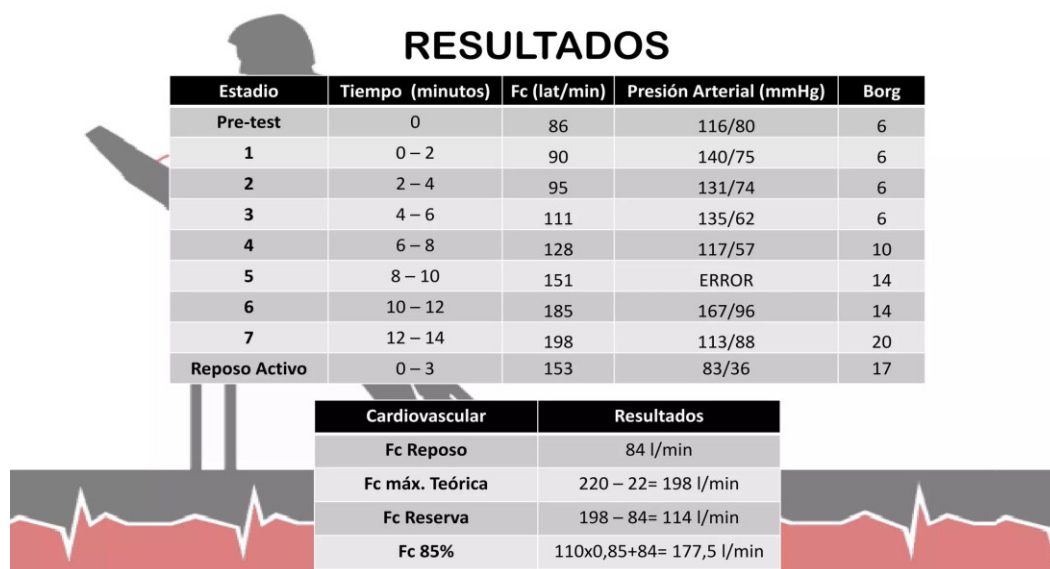 RESULTADOS
Estadio Tiempo (minutos) Fc (lat/min) Presión Arterial (mmHg) Borg
Pre-test 0 86 116/80 6
1 0 – 2 90 140/75 6
2 2 – 4 95 131/74 6
3 4 – 6 111 135/62 6
4 6 – 8 128 117/57 10
5 8 – 10 151 ERROR 14
6 10 – 12 185 167/96 14
7 12 – 14 198 113/88 20
Reposo Activo 0 – 3 153 83/36 17
Cardiovascular Resultados
Fc Reposo 84 l/min
Fc máx. Teórica 220 – 22= 198 l/min
Fc Reserva 198 – 84= 114 l/min
Fc 85% 110x0,85+84= 177,5 l/min